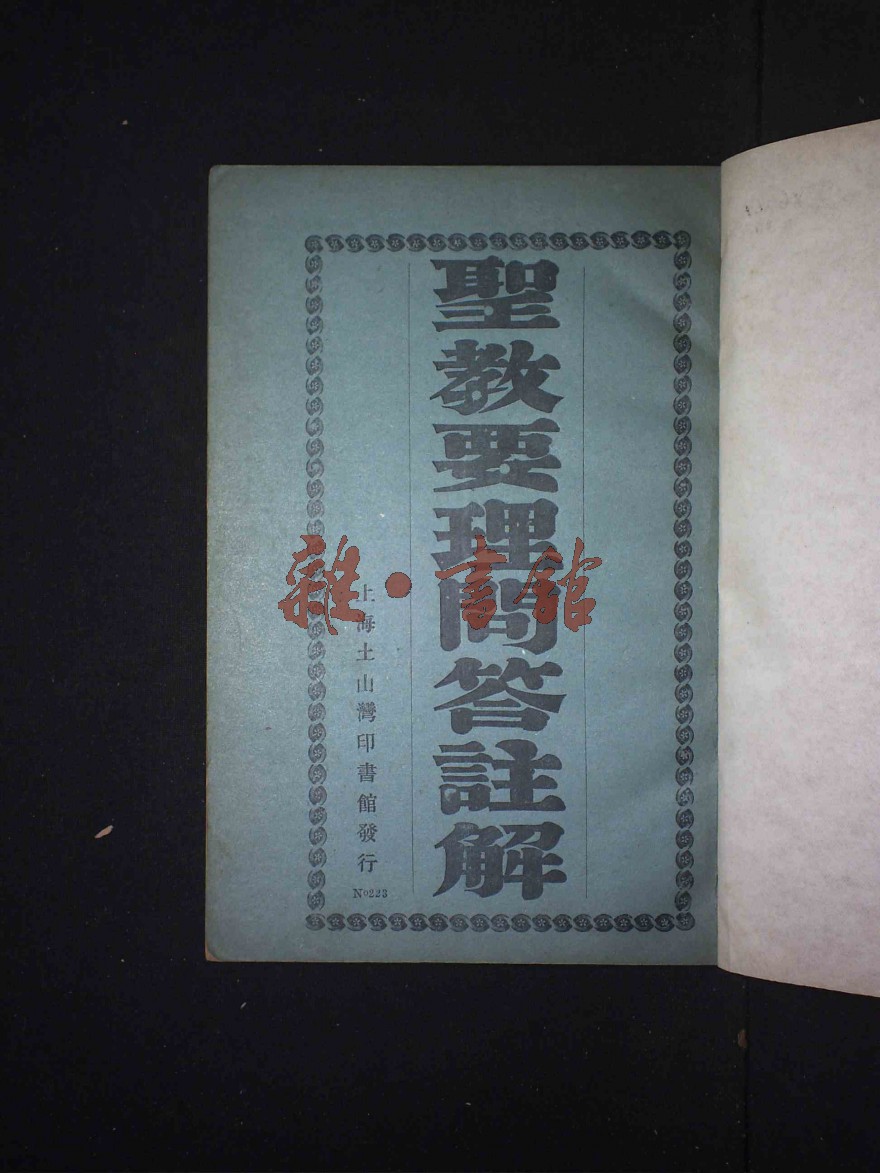 聖教要理問答註解
上海土山灣印書館發行
No223
雜·書館